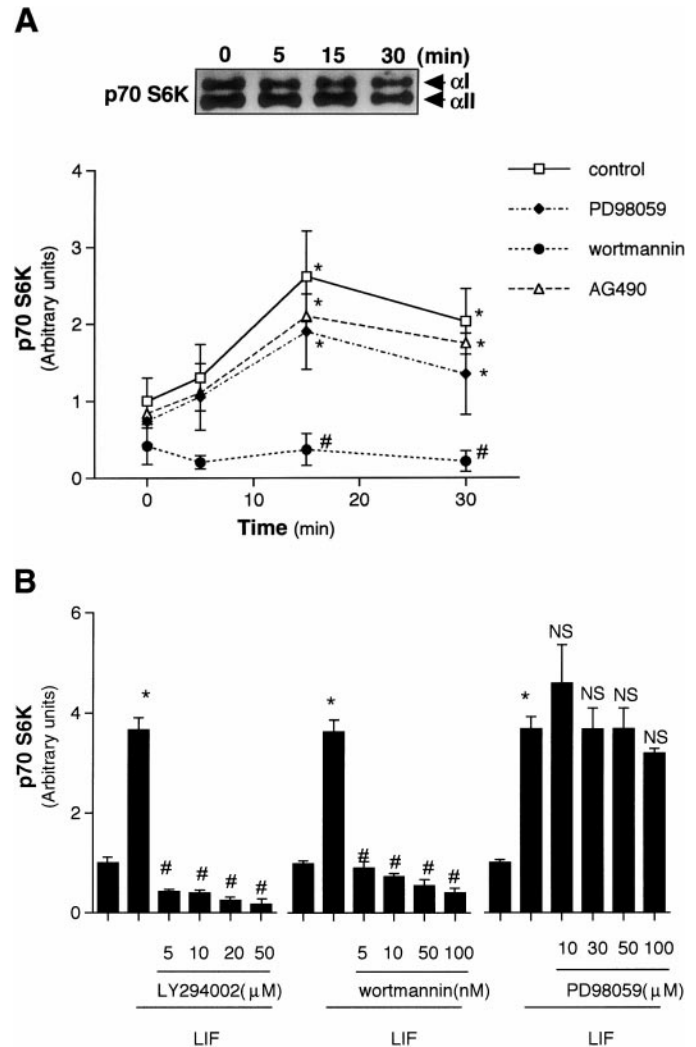 A
0 5 15 30 (min)
p70 S6K
αI
αII
4
3
2
1
0
p70 S6K
(Arbitrary units)
0 10 20 30
Time (min)
control
PD98059
wortmannin
AG490
*
*
*
*
*
*
#
#
B
6
4
2
0
p70 S6K
(Arbitrary units)
* # # # #
* # # # #
* NS NS NS NS
5 10 20 50 5 10 50 100 10 30 50 100
LY294002(μM) wortmannin(nM) PD98059(μM)
LIF LIF LIF